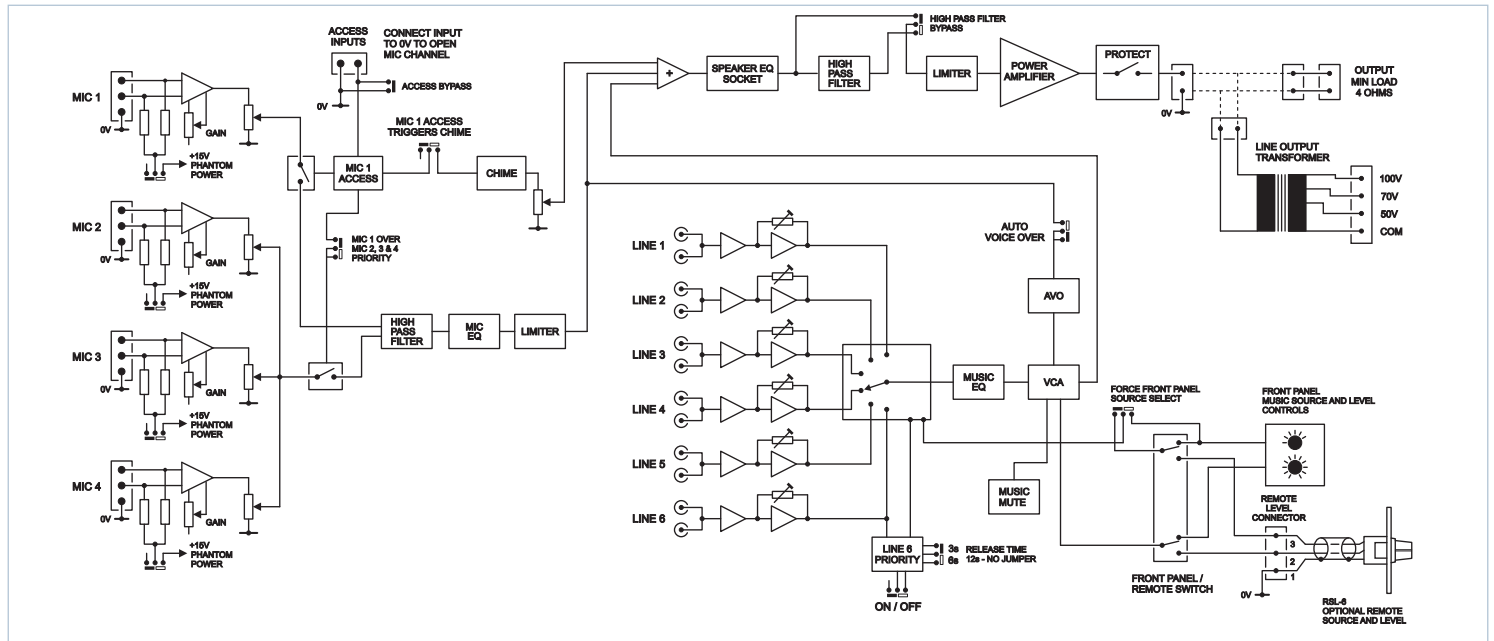 ACCESS
INPUTS
CONNECT INPUT
TO 0V TO OPEN
MIC CHANNEL
ACCESS BYPASS
0V
MIC 1
0V
GAIN
+15V
PHANTOM
POWER
MIC 1 ACCESS
TRIGGERS CHIME
MIC 1
ACCESS
CHIME
MIC 2
0V
GAIN
+15V
PHANTOM
POWER
MIC 1 OVER
MIC 2, 3 & 4
PRIORITY
MIC 3
0V
GAIN
+15V
PHANTOM
POWER
HIGH
PASS
FILTER
MIC
EQ
LIMITER
MIC 4
0V
GAIN
+15V
PHANTOM
POWER
+
SPEAKER EQ
SOCKET
HIGH
PASS
FILTER
HIGH PASS FILTER
BYPASS
LIMITER
POWER
AMPLIFIER
PROTECT
0V
OUTPUT
MIN LOAD
4 OHMS
LINE OUTPUT
TRANSFORMER
100V
70V
50V
COM
LINE 1
LINE 2
LINE 3
LINE 4
LINE 5
LINE 6
AUTO
VOICE OVER
AVO
MUSIC
EQ
VCA
MUSIC
MUTE
LINE 6
PRIORITY
3s
6s
RELEASE TIME
12s - NO JUMPER
ON / OFF
FORCE FRONT PANEL
SOURCE SELECT
FRONT PANEL
MUSIC SOURCE AND LEVEL
CONTROLS
FRONT PANEL /
REMOTE SWITCH
REMOTE
LEVEL
CONNECTOR
3
2
1
0V
RSL-6
OPTIONAL REMOTE
SOURCE AND LEVEL